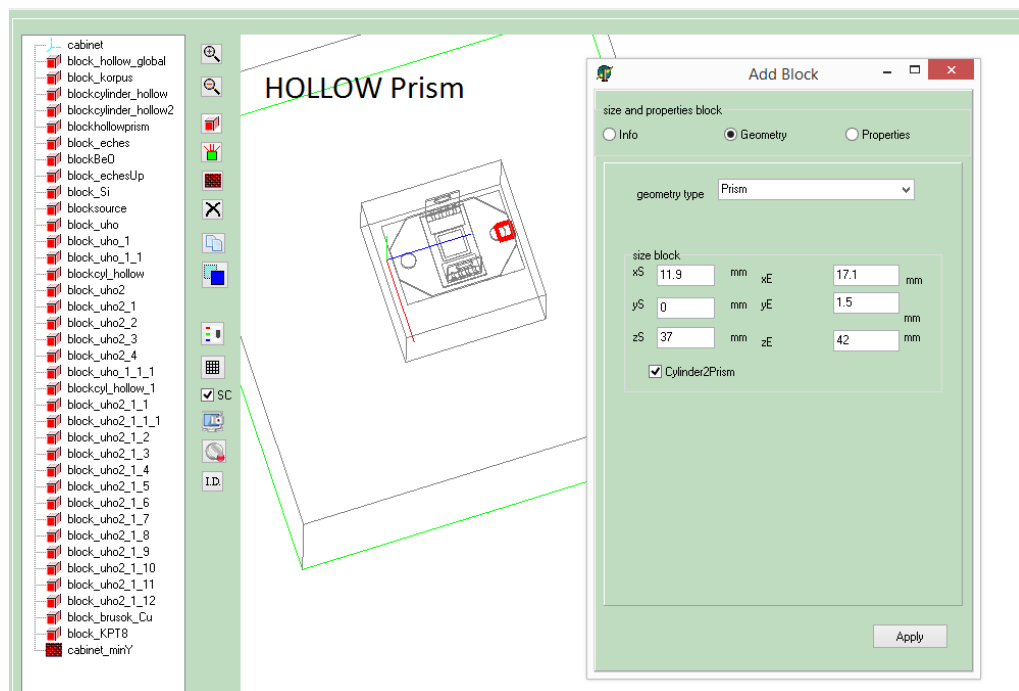 cabinet
block_hollow_global
block_korpus
blockcylinder_hollow
blockcylinder_hollow2
blockhollowprism
block_eches
blockBeO
block_echesUp
block_Si
blocksource
block_uho
block_uho_1
block_uho_1_1
blockcyl_hollow
block_uho2
block_uho2_1
block_uho2_2
block_uho2_3
block_uho2_4
block_uho_1_1_1
blockcyl_hollow_1
block_uho2_1_1
block_uho2_1_1_1
block_uho2_1_2
block_uho2_1_3
block_uho2_1_4
block_uho2_1_5
block_uho2_1_6
block_uho2_1_7
block_uho2_1_8
block_uho2_1_9
block_uho2_1_10
block_uho2_1_11
block_uho2_1_12
block_brusok_Cu
block_KPT8
cabinet_minY
SC
I.D.
HOLLOW Prism
Add Block
size and properties block
Info Geometry Properties
geometry type Prism
size block
xS 11.9 mm xE 17.1 mm
yS 0 mm yE 1.5 mm
zS 37 mm zE 42 mm
Cylinder2Prism
Apply